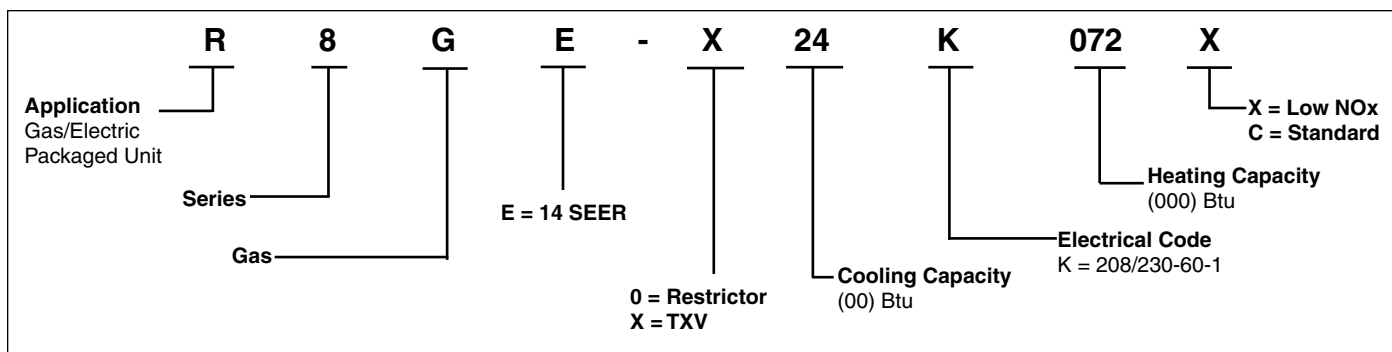 R 8 G E - X 24 K 072 X
Application
Gas/Electric
Packaged Unit
Series
Gas
E = 14 SEER
0 = Restrictor
X = TXV
Cooling Capacity
(00) Btu
Electrical Code
K = 208/230-60-1
Heating Capacity
(000) Btu
X = Low NOx
C = Standard